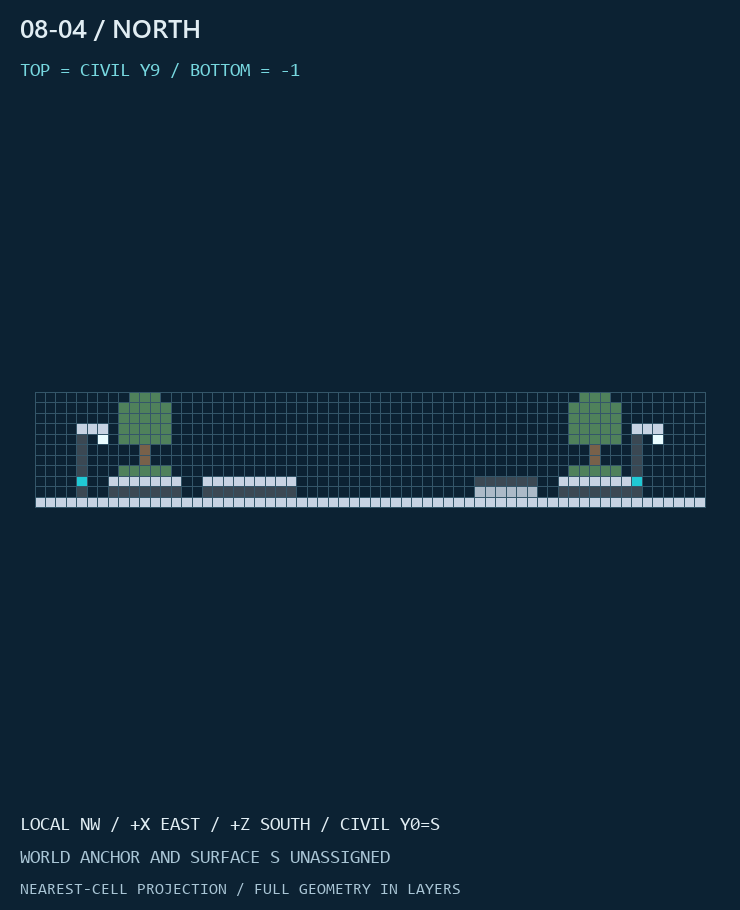 08-04 / NORTH
TOP = CIVIL Y9 / BOTTOM = -1
LOCAL NW / +X EAST / +Z SOUTH / CIVIL Y0=S
WORLD ANCHOR AND SURFACE S UNASSIGNED
NEAREST-CELL PROJECTION / FULL GEOMETRY IN LAYERS